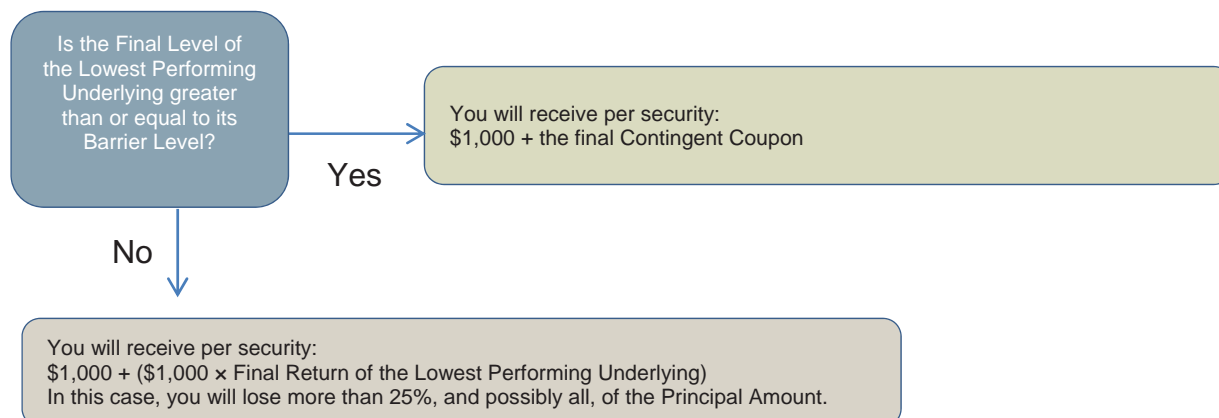 Is the Final Level of
the Lowest Performing
Underlying greater
than or equal to its
Barrier Level?
Yes
You will receive per security:
$1,000 + the final Contingent Coupon
No
You will receive per security:
$1,000 + ($1,000 × Final Return of the Lowest Performing Underlying)
In this case, you will lose more than 25%, and possibly all, of the Principal Amount.